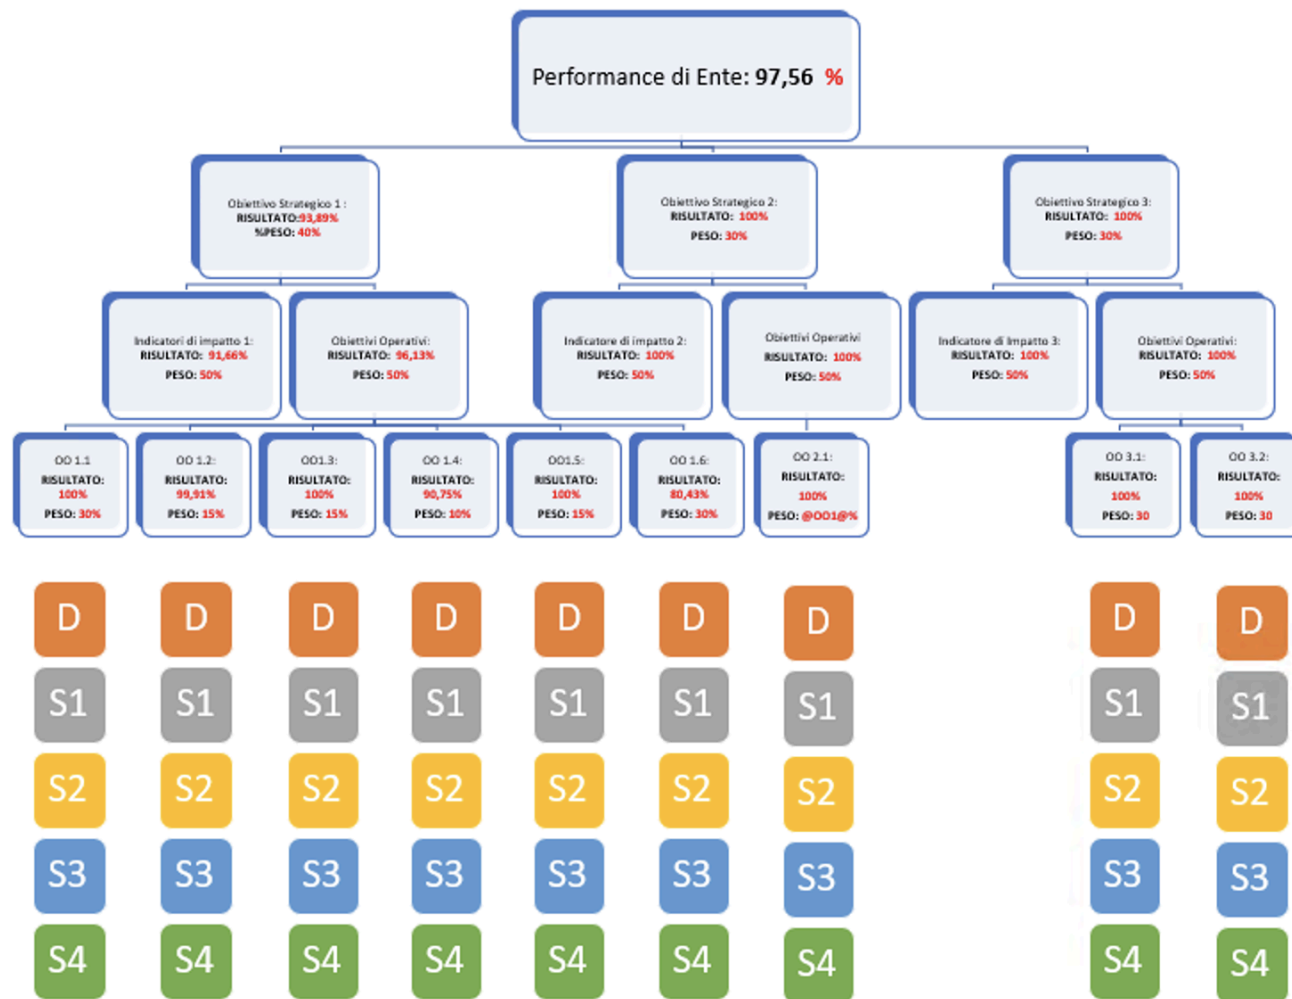 Performance di Ente: 97,56 %
Obiettivo Strategico 1 :
RISULTATO:93,89%
%PESO: 40%
Obiettivo Strategico 2:
RISULTATO: 100%
PESO: 30%
Obiettivo Strategico 3:
RISULTATO: 100%
PESO: 30%
Indicatori di impatto 1:
RISULTATO: 91,66%
PESO: 50%
Obiettivi Operativi:
RISULTATO: 96,13%
PESO: 50%
Indicatore di impatto 2:
RISULTATO: 100%
PESO: 50%
Obiettivi Operativi
RISULTATO: 100%
PESO: 50%
Indicatore di Impatto 3:
RISULTATO: 100%
PESO: 50%
Obiettivi Operativi:
RISULTATO: 100%
PESO: 50%
OO 1.1
RISULTATO:
100%
PESO: 30%
OO 1.2:
RISULTATO:
99,91%
PESO: 15%
OO1.3:
RISULTATO:
100%
PESO: 15%
OO 1.4:
RISULTATO:
90,75%
PESO: 10%
OO1.5:
RISULTATO:
100%
PESO: 15%
OO 1.6:
RISULTATO:
80,43%
PESO: 30%
OO 2.1:
RISULTATO:
100%
PESO: @OO1@%
OO 3.1:
RISULTATO:
100%
PESO: 30
OO 3.2:
RISULTATO:
100%
PESO: 30
D D D D D D D D D
S1 S1 S1 S1 S1 S1 S1 S1 S1
S2 S2 S2 S2 S2 S2 S2 S2 S2
S3 S3 S3 S3 S3 S3 S3 S3 S3
S4 S4 S4 S4 S4 S4 S4 S4 S4